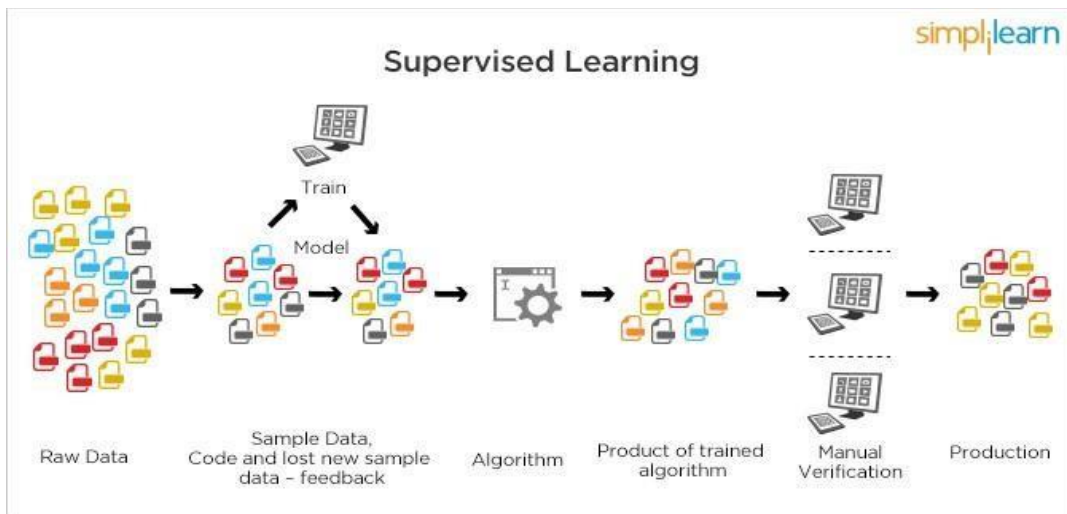 simplilearn
Supervised Learning
Train
Model
Raw Data
Sample Data,
Code and lost new sample
data – feedback
Algorithm
Product of trained
algorithm
Manual
Verification
Production